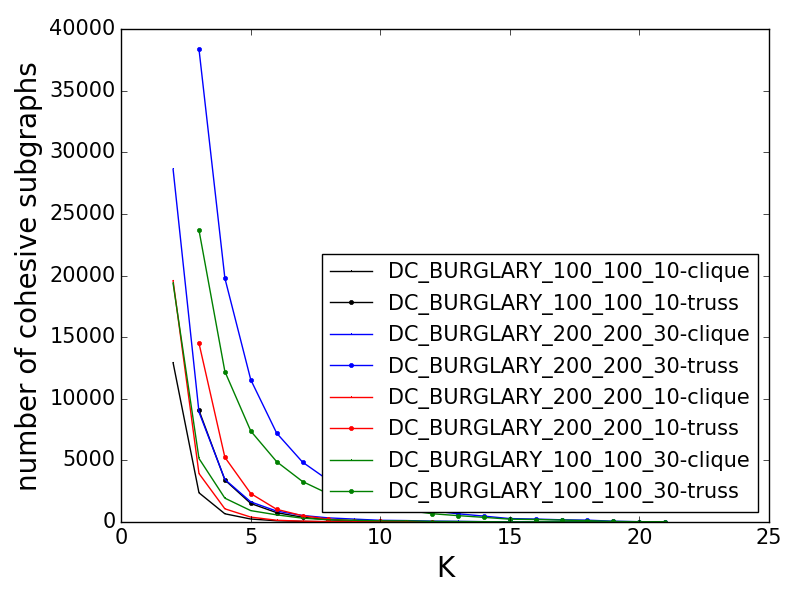 40000
35000
30000
25000
20000
15000
10000
5000
0
number of cohesive subgraphs
DC_BURGLARY_100_100_10-clique
DC_BURGLARY_100_100_10-truss
DC_BURGLARY_200_200_30-clique
DC_BURGLARY_200_200_30-truss
DC_BURGLARY_200_200_10-clique
DC_BURGLARY_200_200_10-truss
DC_BURGLARY_100_100_30-clique
DC_BURGLARY_100_100_30-truss
0 5 10 15 20 25
K